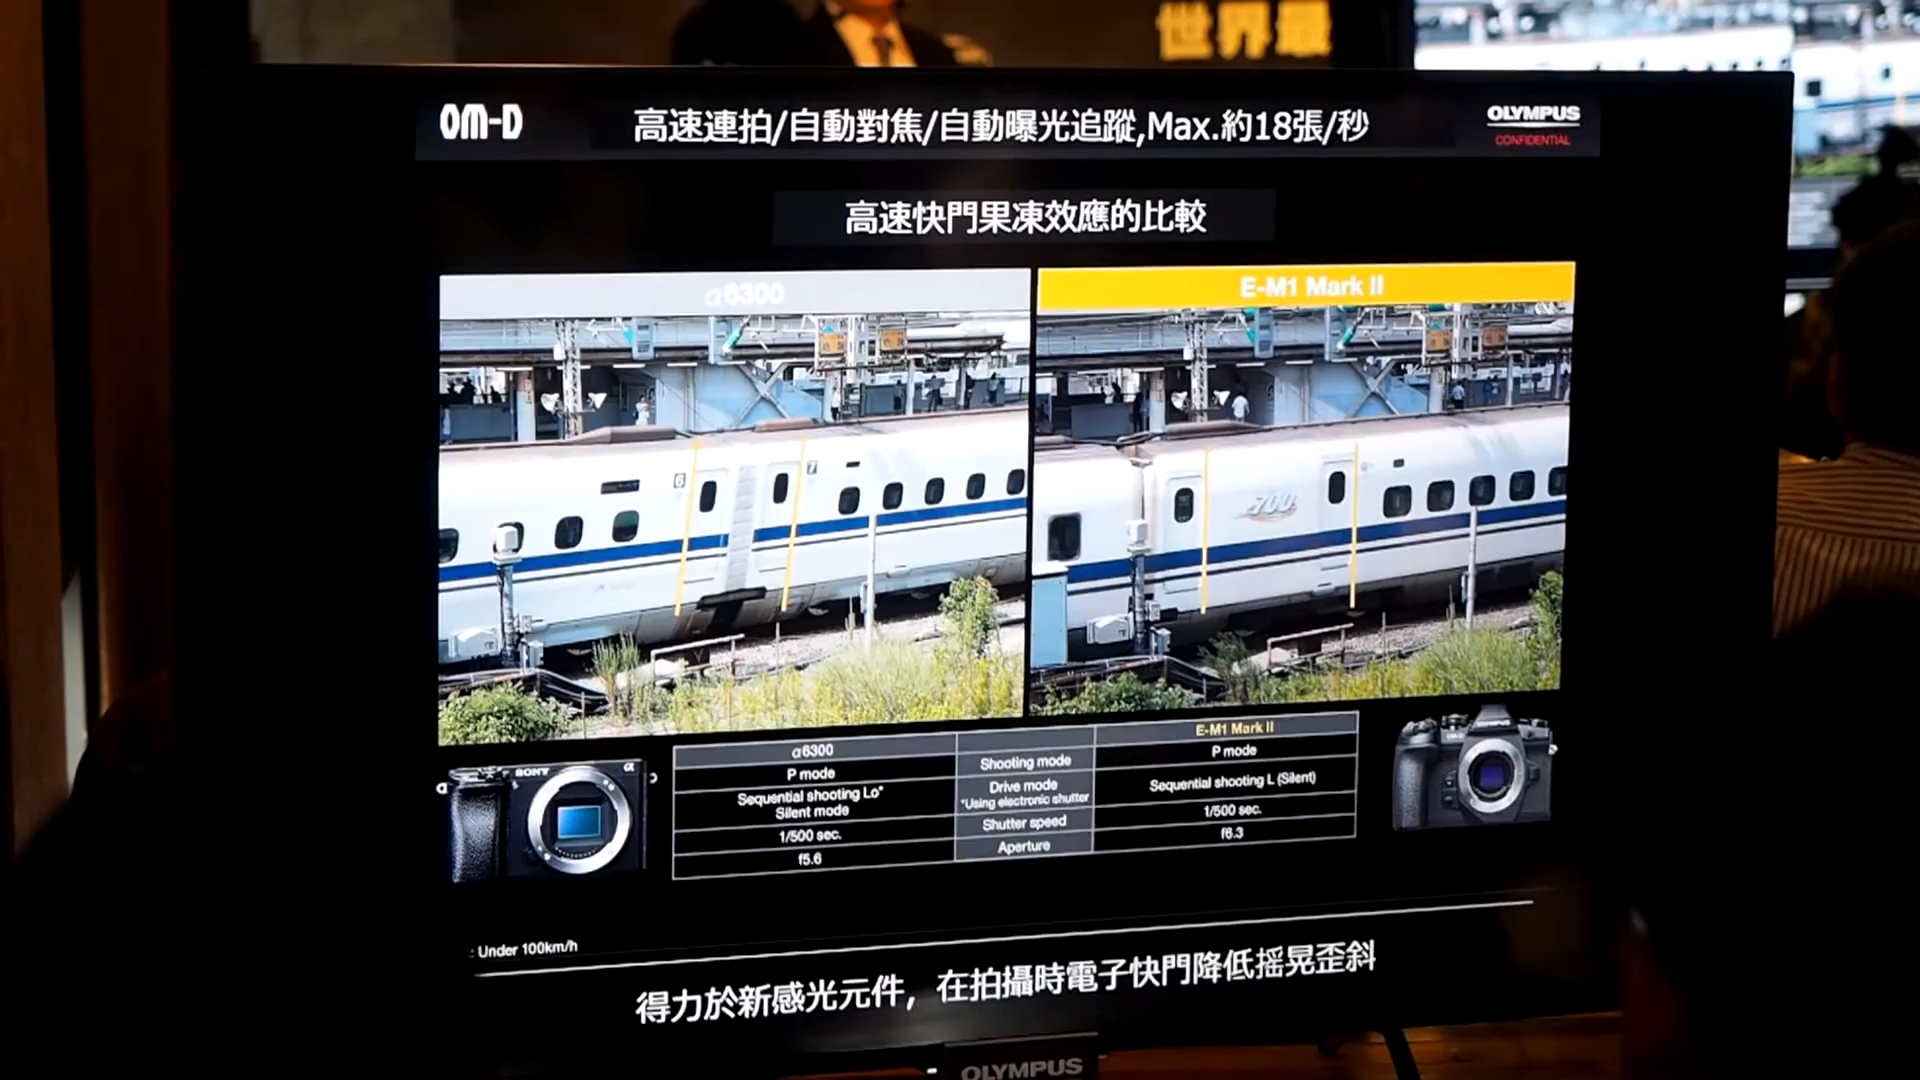 世界最
OM-D
高速連拍/自動對焦/自動曝光追蹤,Max.約18張/秒
OLYMPUS
CONFIDENTIAL
高速快門果凍效應的比較
α6300
E-M1 Mark II
6
7
700
α6300
E-M1 Mark II
P mode
Shooting mode
P mode
Sequential shooting Lo*
Silent mode
Drive mode
*Using electronic shutter
Sequential shooting L (Silent)
1/500 sec.
Shutter speed
1/500 sec.
f5.6
Aperture
f6.3
SONY
α
: Under 100km/h
得力於新感光元件，在拍攝時電子快門降低搖晃歪斜
OLYMPUS